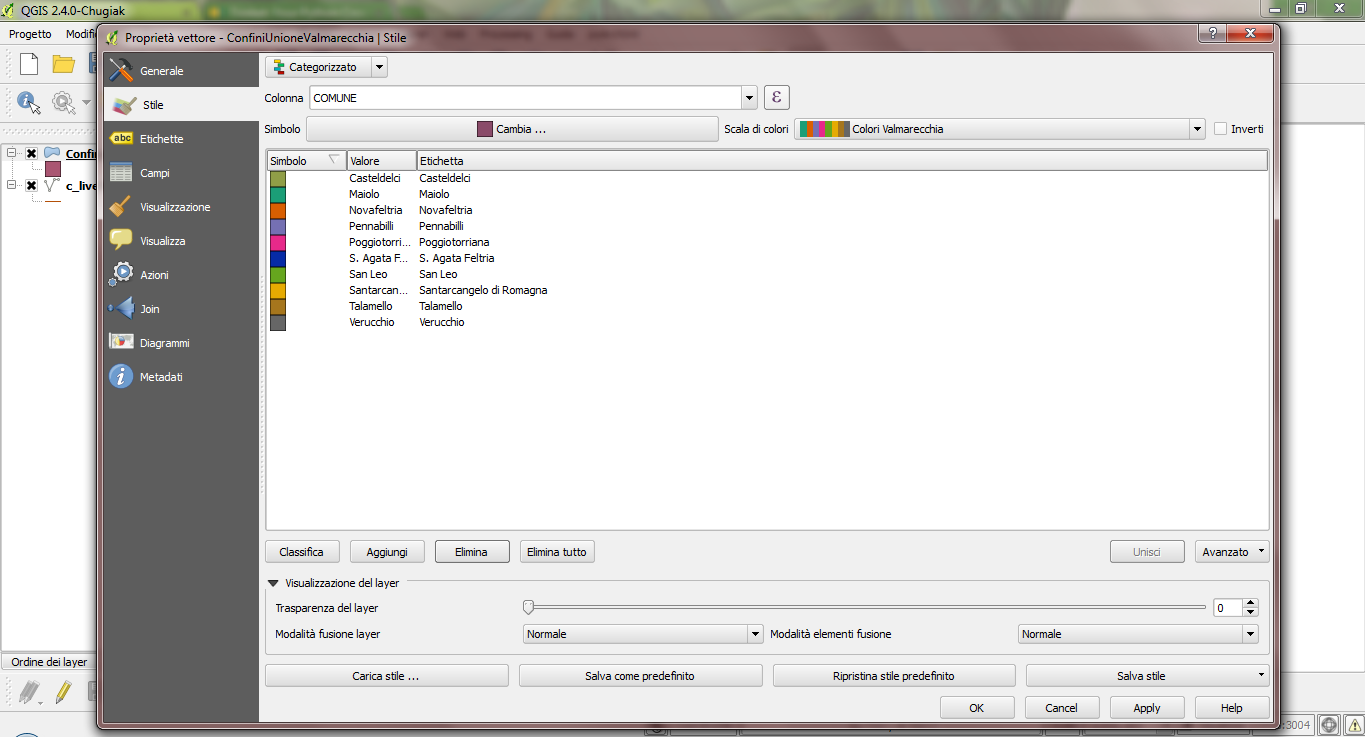 QGIS 2.4.0-Chugiak
Progetto
Proprietà vettore - ConfiniUnioneValmarecchia | Stile
Generale
Stile
Etichette
Campi
Visualizzazione
Visualizza
Azioni
Join
Diagrammi
Metadati
Categorizzato
Colonna COMUNE ε
Simbolo Cambia ... Scala di colori Colori Valmarecchia Inverti
Simbolo Valore Etichetta
Casteldelci Casteldelci
Maiolo Maiolo
Novafeltria Novafeltria
Pennabilli Pennabilli
Poggiotorri... Poggiotorriana
S. Agata F... S. Agata Feltria
San Leo San Leo
Santarcan... Santarcangelo di Romagna
Talamello Talamello
Verucchio Verucchio
Classifica Aggiungi Elimina Elimina tutto Unisci Avanzato
Visualizzazione del layer
Trasparenza del layer 0
Modalità fusione layer Normale Modalità elementi fusione Normale
Carica stile ... Salva come predefinito Ripristina stile predefinito Salva stile
OK Cancel Apply Help
abc
Confi
c_live
Ordine dei layer
:3004